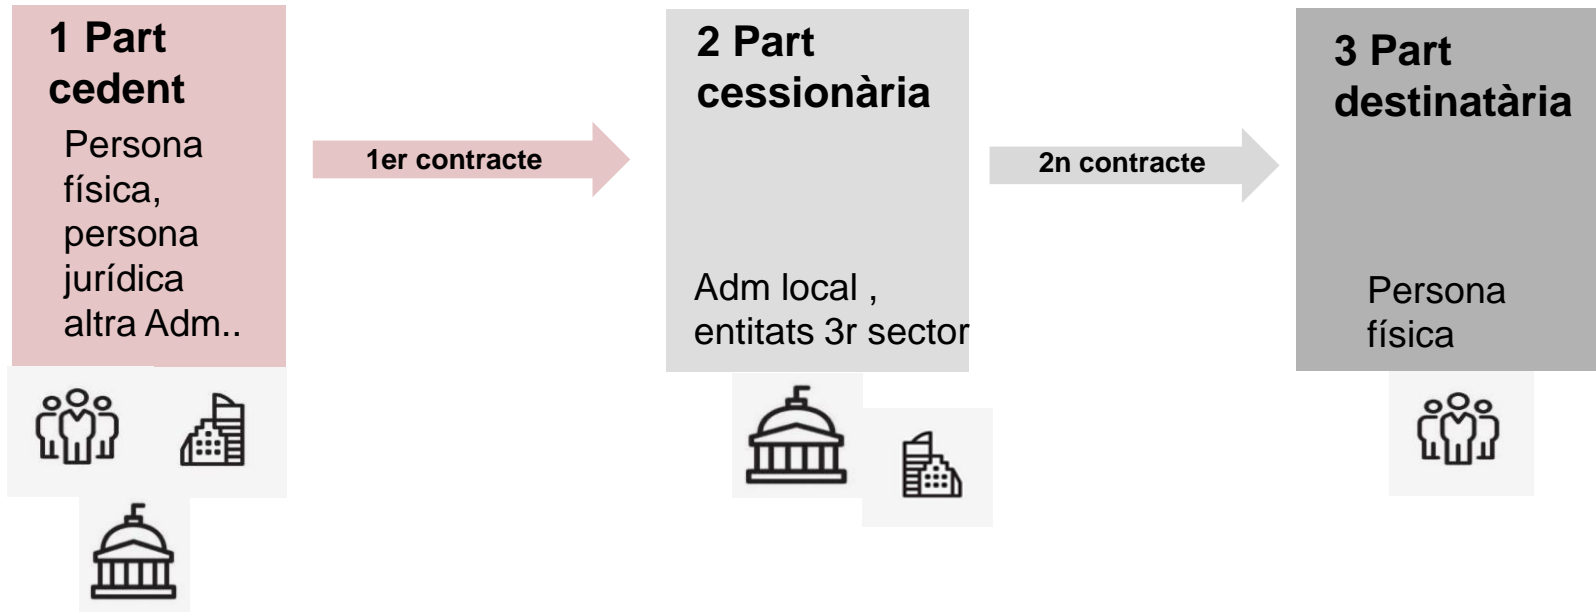 1 Part
cedent
Persona
física,
persona
jurídica
altra Adm..
1er contracte
2 Part
cessionària
Adm local ,
entitats 3r sector
2n contracte
3 Part
destinatària
Persona
física